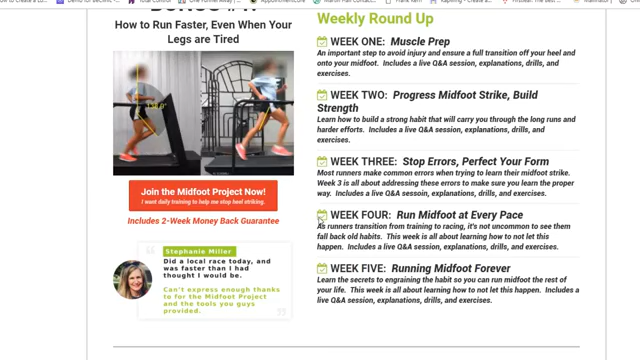 How to Run Faster, Even When Your
Legs are Tired
Join the Midfoot Project Now!
I want daily training to help me stop heel striking.
Includes 2-Week Money Back Guarantee
Stephanie Miller
Did a local race today, and
was faster than I had
thought I would be.
Can't express enough thanks
to for the Midfoot Project
and the tools you guys
provided.
Weekly Round Up
WEEK ONE: Muscle Prep
An important step to avoid injury and ensure a full transition off your heel and
onto your midfoot. Includes a live Q&A session, explanations, drills, and
exercises.
WEEK TWO: Progress Midfoot Strike, Build
Strength
Learn how to build a strong habit that will carry you through the long runs and
harder efforts. Includes a live Q&A session, explanations, drills, and
exercises.
WEEK THREE: Stop Errors, Perfect Your Form
Most runners make common errors when trying to learn their midfoot strike.
Week 3 is all about addressing these errors to make sure you learn the proper
way. Includes a live Q&A session, explanations, drills, and exercises.
WEEK FOUR: Run Midfoot at Every Pace
As runners transition from training to racing, it's not uncommon to see them
fall back old habits. This week is all about learning how to not let this
happen. Includes a live Q&A session, explanations, drills, and exercises.
WEEK FIVE: Running Midfoot Forever
Learn the secrets to engraining the habit so you can run midfoot the rest of
your life. This week is all about learning how to not let this happen. Includes a
live Q&A session, explanations, drills, and exercises.